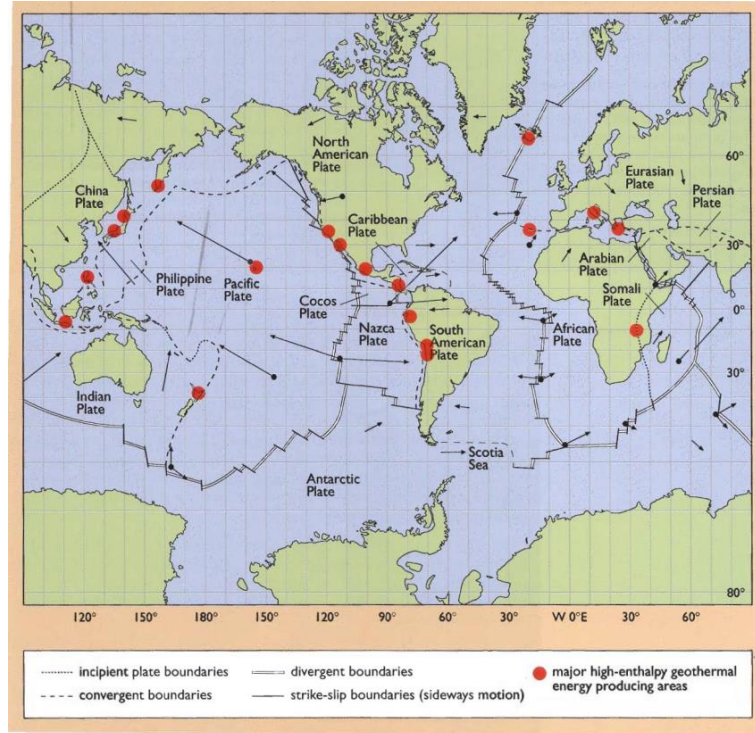 North
American
Plate
60°
Eurasian
Plate
Persian
Plate
China
Plate
Caribbean
Plate
30°
Arabian
Plate
Philippine
Plate
Pacific
Plate
Somali
Plate
Cocos
Plate
0°
Nazca
Plate
South
American
Plate
African
Plate
30°
Indian
Plate
Scotia
Sea
Antarctic
Plate
80°
120° 150° 180° 150° 120° 90° 60° 30° W 0°E 30° 60°
incipient plate boundaries
divergent boundaries
major high-enthalpy geothermal
energy producing areas
convergent boundaries
strike-slip boundaries (sideways motion)